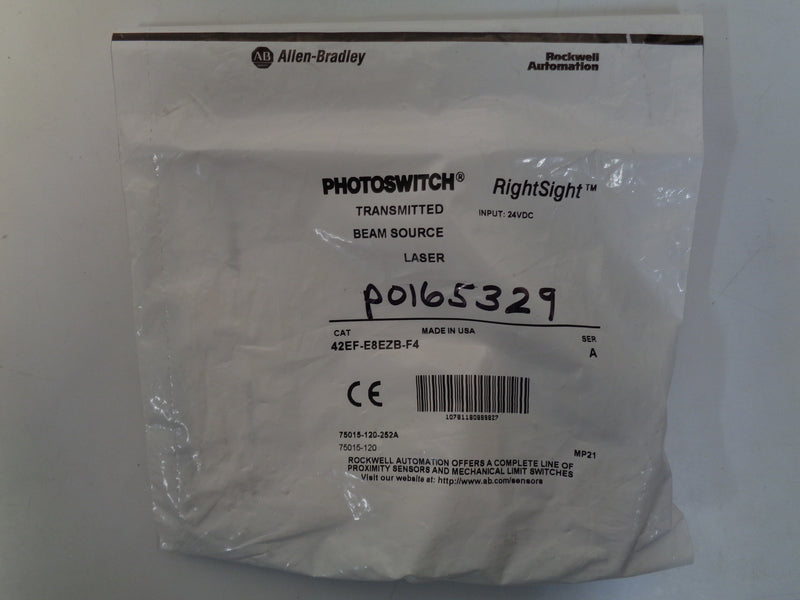 AB Allen-Bradley
Rockwell
Automation
PHOTOSWITCH® RightSight™
TRANSMITTED INPUT: 24VDC
BEAM SOURCE
LASER
P0165329
CAT MADE IN USA SER
42EF-E8EZB-F4 A
CE
10781180999927
75015-120-252A
75015-120 MP21
ROCKWELL AUTOMATION OFFERS A COMPLETE LINE OF
PROXIMITY SENSORS AND MECHANICAL LIMIT SWITCHES
Visit our website at: http://www.ab.com/sensors